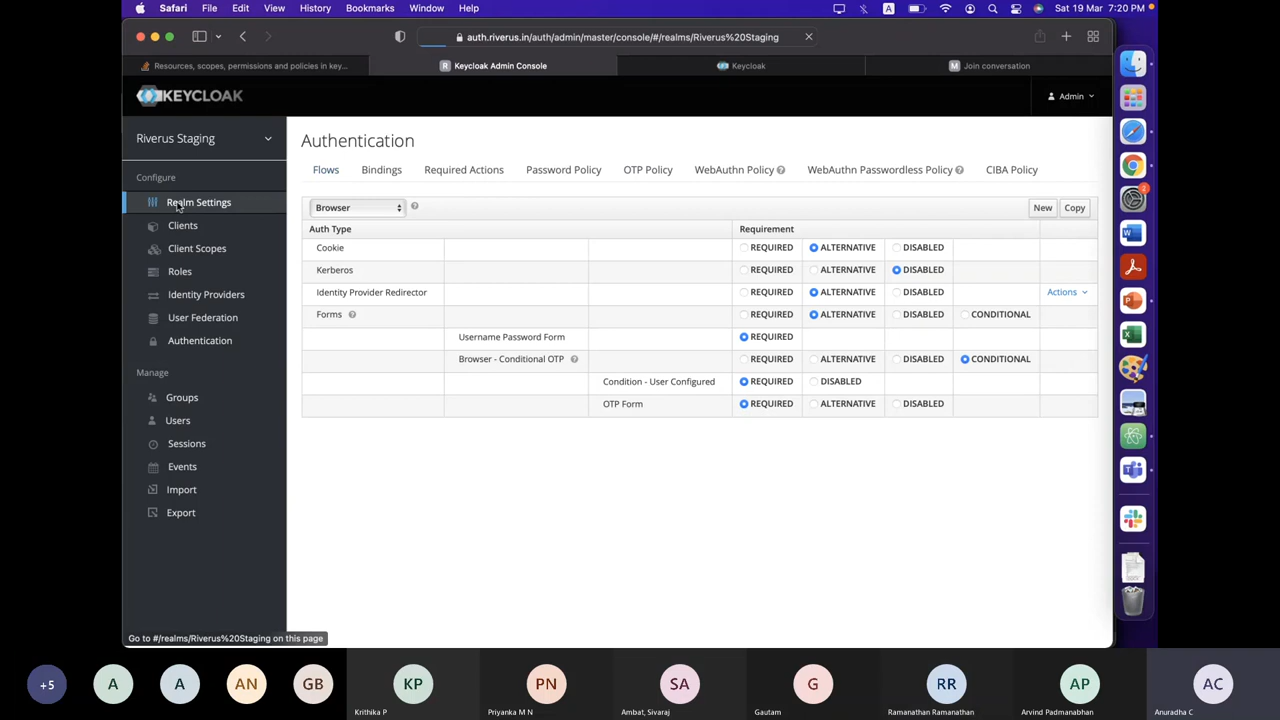 Safari File Edit View History Bookmarks Window Help
A
Sat 19 Mar 7:20 PM
auth.riverus.in/auth/admin/master/console/#/realms/Riverus%20Staging
Resources, scopes, permissions and policies in key...
R Keycloak Admin Console
Keycloak
M Join conversation
KEYCLOAK
Admin
Riverus Staging
Configure
Realm Settings
Clients
Client Scopes
Roles
Identity Providers
User Federation
Authentication
Manage
Groups
Users
Sessions
Events
Import
Export
Go to #/realms/Riverus%20Staging on this page
Authentication
Flows Bindings Required Actions Password Policy OTP Policy WebAuthn Policy ? WebAuthn Passwordless Policy ? CIBA Policy
Browser ? New Copy
Auth Type Requirement
Cookie REQUIRED ALTERNATIVE DISABLED
Kerberos REQUIRED ALTERNATIVE DISABLED
Identity Provider Redirector REQUIRED ALTERNATIVE DISABLED Actions
Forms ? REQUIRED ALTERNATIVE DISABLED CONDITIONAL
Username Password Form REQUIRED
Browser - Conditional OTP ? REQUIRED ALTERNATIVE DISABLED CONDITIONAL
Condition - User Configured REQUIRED DISABLED
OTP Form REQUIRED ALTERNATIVE DISABLED
2
W
P
X
+5 A A AN GB KP PN SA G RR AP AC
Krithika P Priyanka M N Ambat, Sivaraj Gautam Ramanathan Ramanathan Arvind Padmanabhan Anuradha C